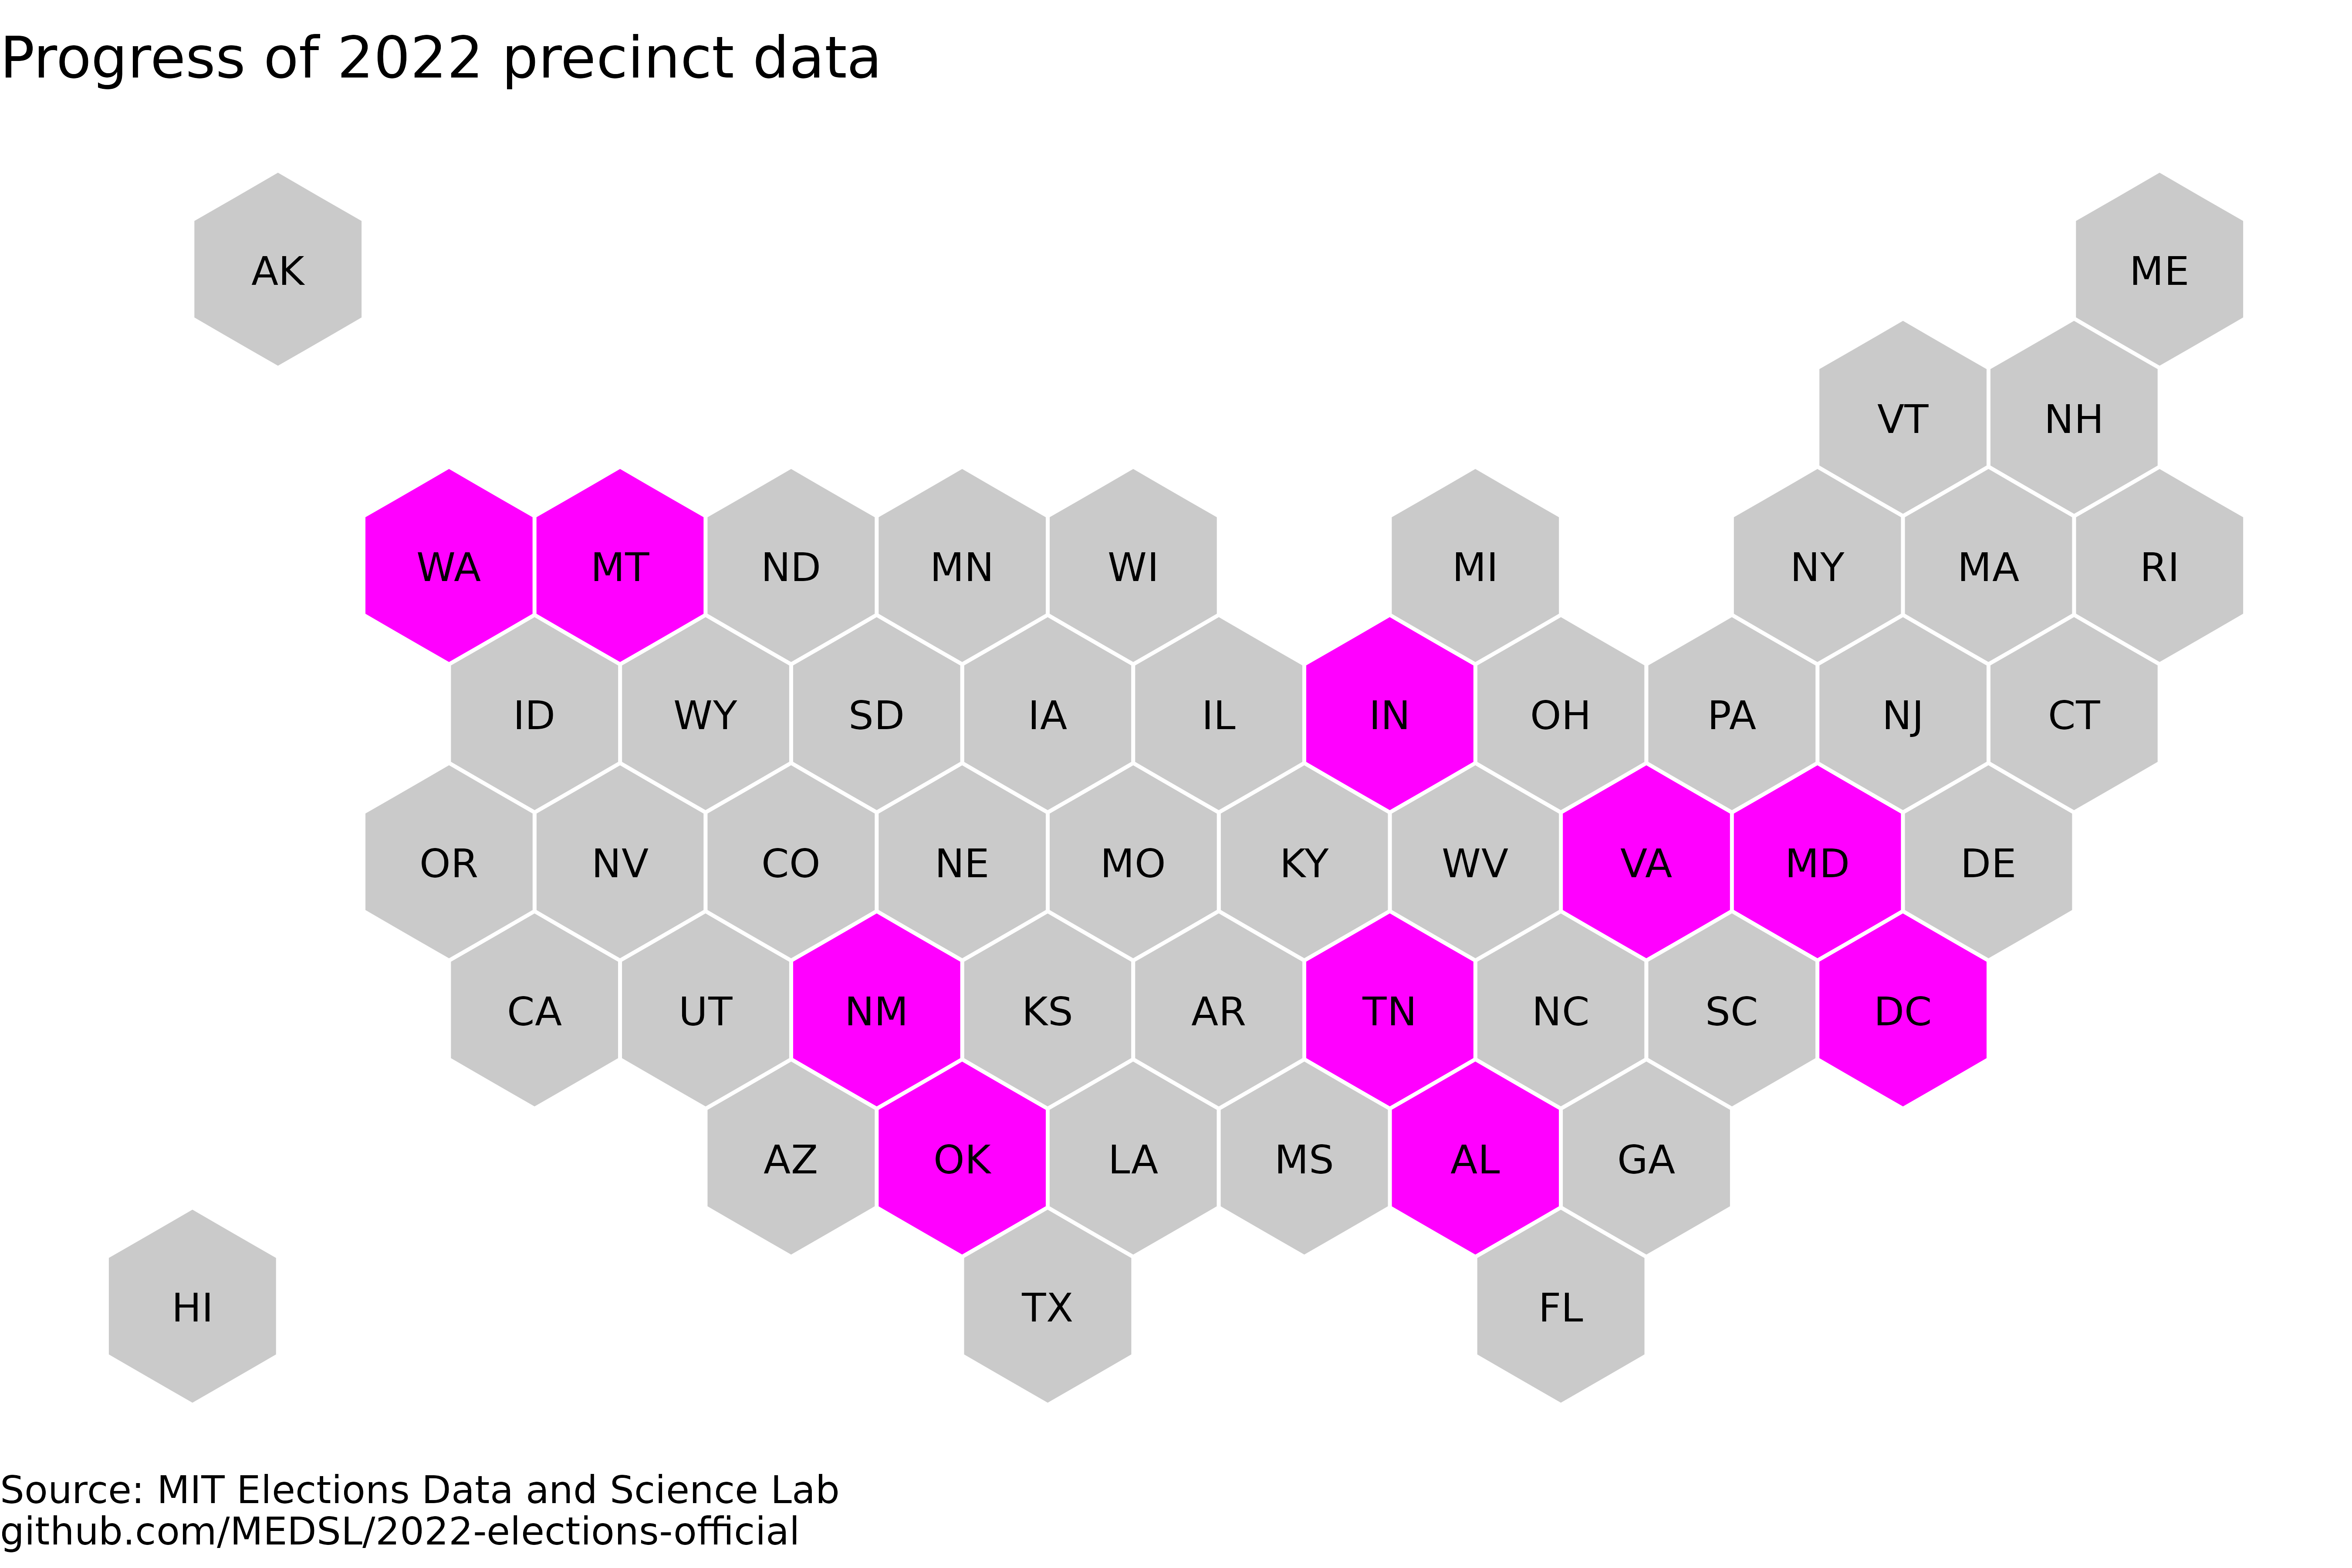 Progress of 2022 precinct data
AK
ME
VT
NH
WA
MT
ND
MN
WI
MI
NY
MA
RI
ID
WY
SD
IA
IL
IN
OH
PA
NJ
CT
OR
NV
CO
NE
MO
KY
WV
VA
MD
DE
CA
UT
NM
KS
AR
TN
NC
SC
DC
AZ
OK
LA
MS
AL
GA
HI
TX
FL
Source: MIT Elections Data and Science Lab
github.com/MEDSL/2022-elections-official